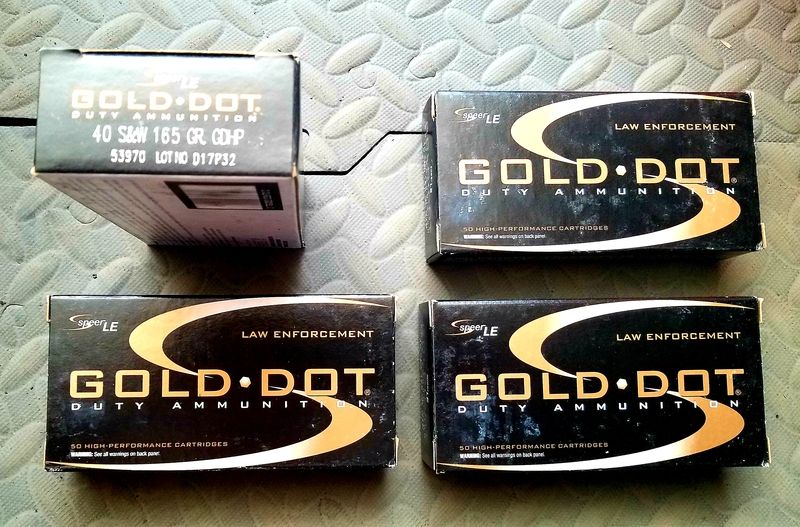 speer LE
GOLD DOT®
DUTY AMMUNITION
40 S&W 165 GR. GDHP
53970 LOT NO D17P32
speer LE
LAW ENFORCEMENT
GOLD DOT®
DUTY AMMUNITION
50 HIGH-PERFORMANCE CARTRIDGES
WARNING: See all warnings on back panel.
speer LE
LAW ENFORCEMENT
GOLD DOT®
DUTY AMMUNITION
50 HIGH-PERFORMANCE CARTRIDGES
WARNING: See all warnings on back panel.
speer LE
LAW ENFORCEMENT
GOLD DOT®
DUTY AMMUNITION
50 HIGH-PERFORMANCE CARTRIDGES
WARNING: See all warnings on back panel.